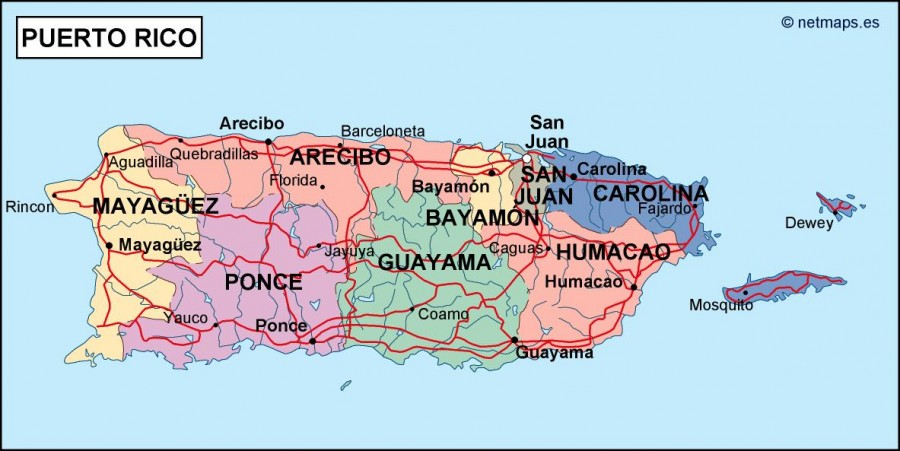 © netmaps.es
PUERTO RICO
San
Juan
Arecibo
Barceloneta
Quebradillas
ARECIBO
Aguadilla
Carolina
SAN
JUAN
Florida
Bayamón
CAROLINA
Rincon
MAYAGÜEZ
BAYAMÓN
Fajardo
Dewey
Mayagüez
Jayuya
Caguas
HUMACAO
GUAYAMA
PONCE
Humacao
Mosquito
Yauco
Ponce
Coamo
Guayama